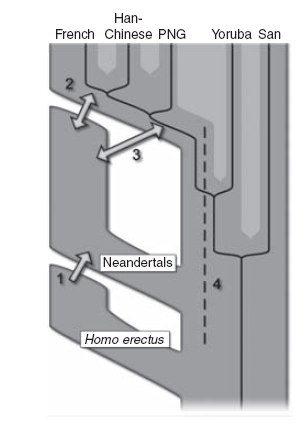 Han-
French Chinese PNG Yoruba San
2
3
Neandertals
1
4
Homo erectus